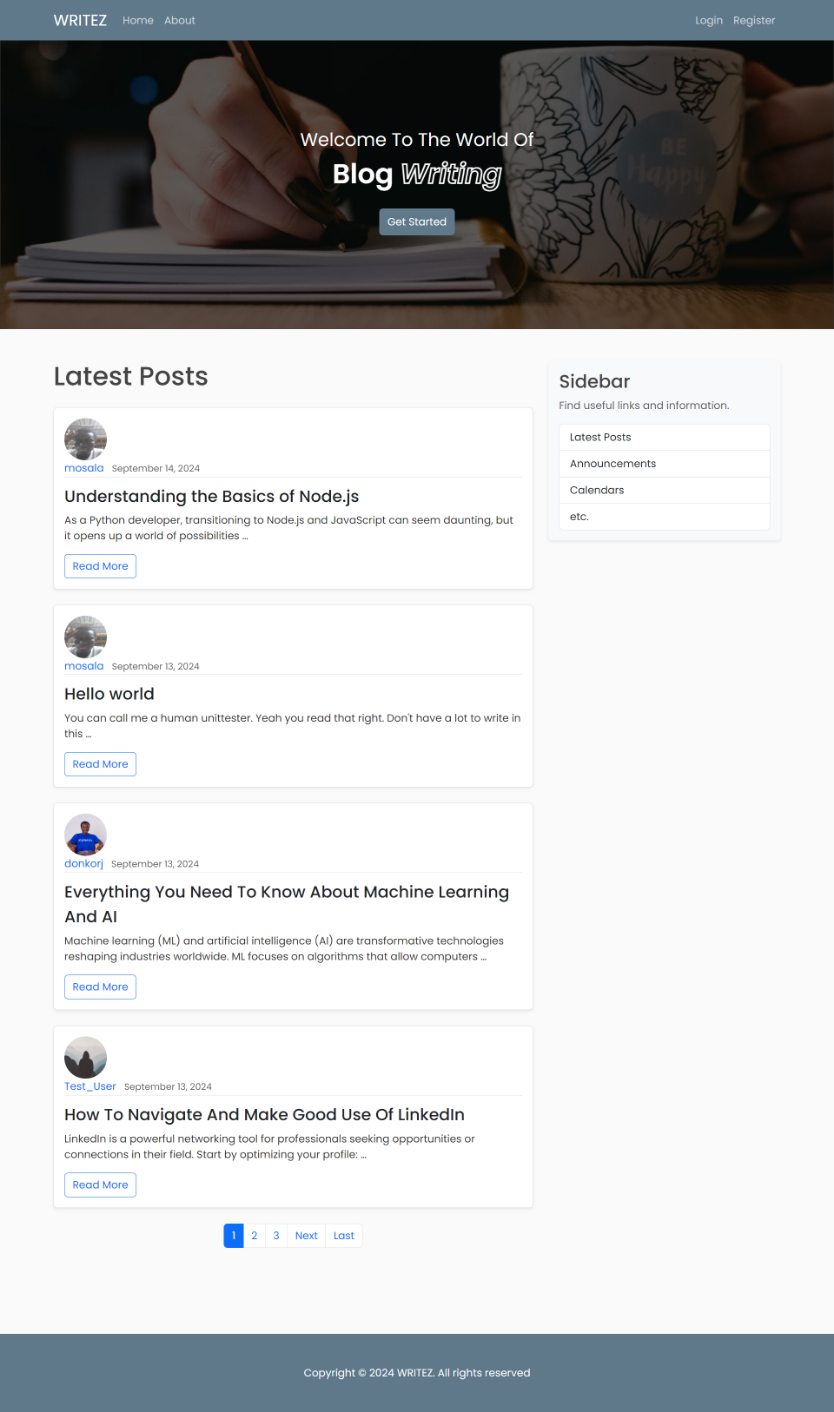 WRITEZ Home About Login Register
BE
Happy
Welcome To The World Of
Blog Writing
Get Started
Latest Posts
mosala September 14, 2024
Understanding the Basics of Node.js
As a Python developer, transitioning to Node.js and JavaScript can seem daunting, but
it opens up a world of possibilities …
Read More
mosala September 13, 2024
Hello world
You can call me a human unittester. Yeah you read that right. Don't have a lot to write in
this …
Read More
donkorj September 13, 2024
Everything You Need To Know About Machine Learning
And AI
Machine learning (ML) and artificial intelligence (AI) are transformative technologies
reshaping industries worldwide. ML focuses on algorithms that allow computers …
Read More
Test_User September 13, 2024
How To Navigate And Make Good Use Of LinkedIn
LinkedIn is a powerful networking tool for professionals seeking opportunities or
connections in their field. Start by optimizing your profile: …
Read More
1 2 3 Next Last
Sidebar
Find useful links and information.
Latest Posts
Announcements
Calendars
etc.
Copyright © 2024 WRITEZ. All rights reserved